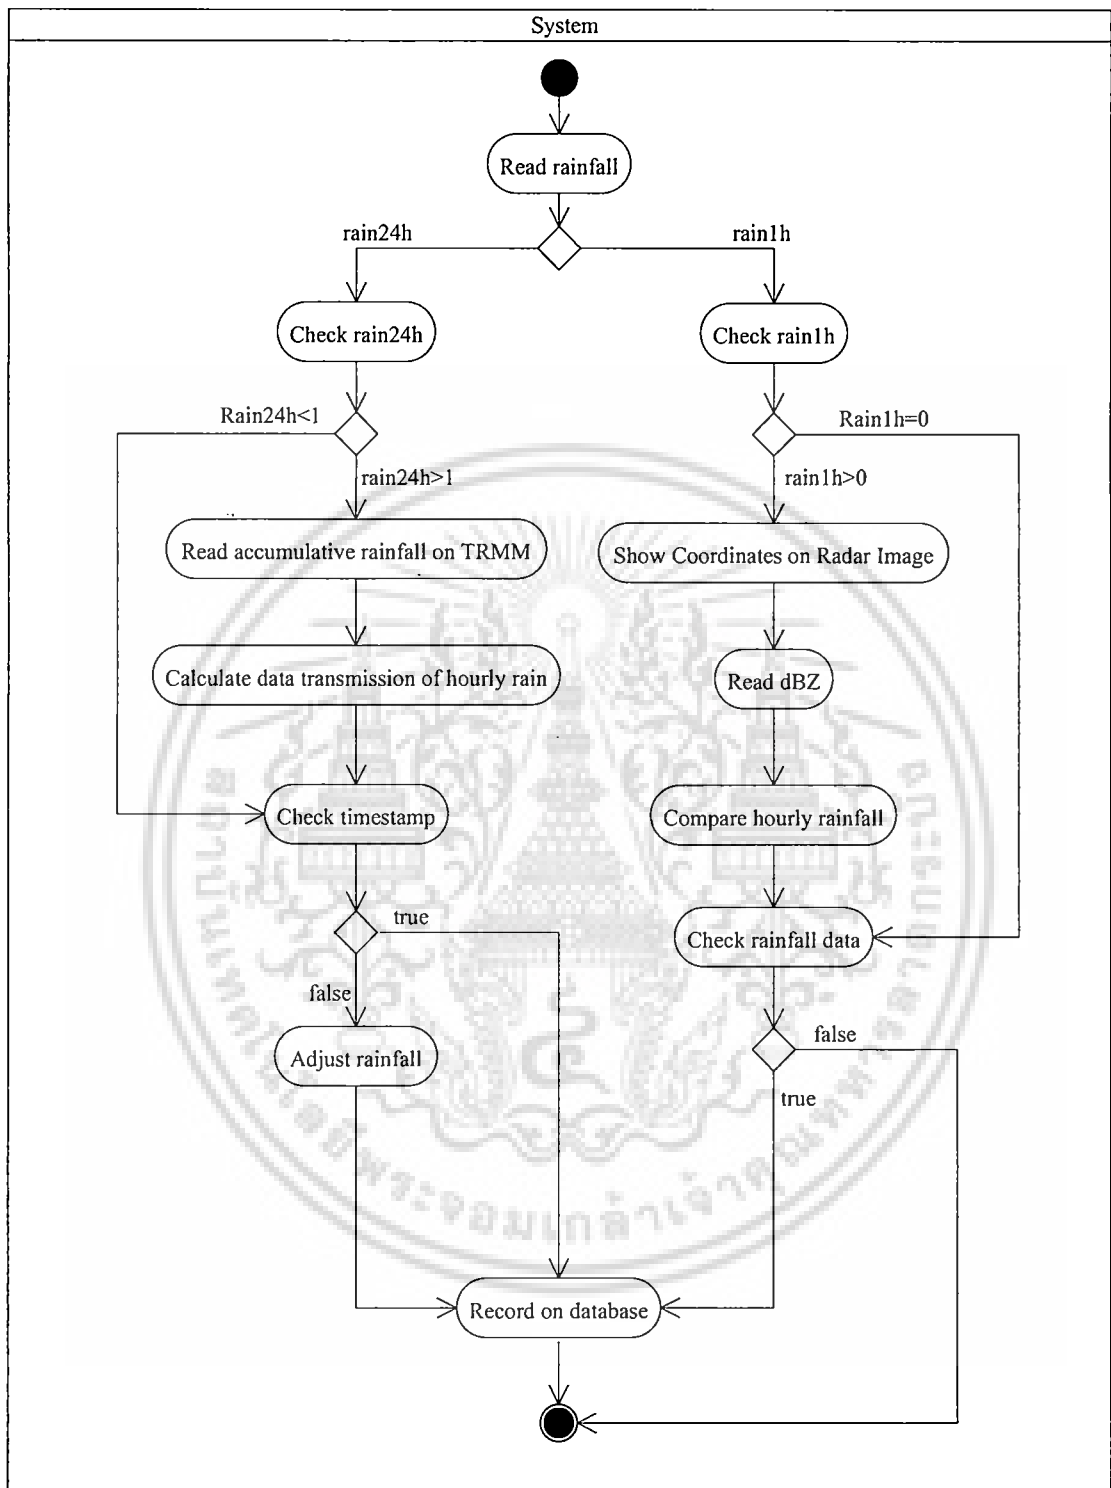 System
Read rainfall
rain24h
rain1h
Check rain24h
Check rain1h
Rain24h<1
Rain1h=0
rain24h>1
rain1h>0
Read accumulative rainfall on TRMM
Show Coordinates on Radar Image
Calculate data transmission of hourly rain
Read dBZ
Check timestamp
Compare hourly rainfall
true
Check rainfall data
false
false
Adjust rainfall
true
Record on database